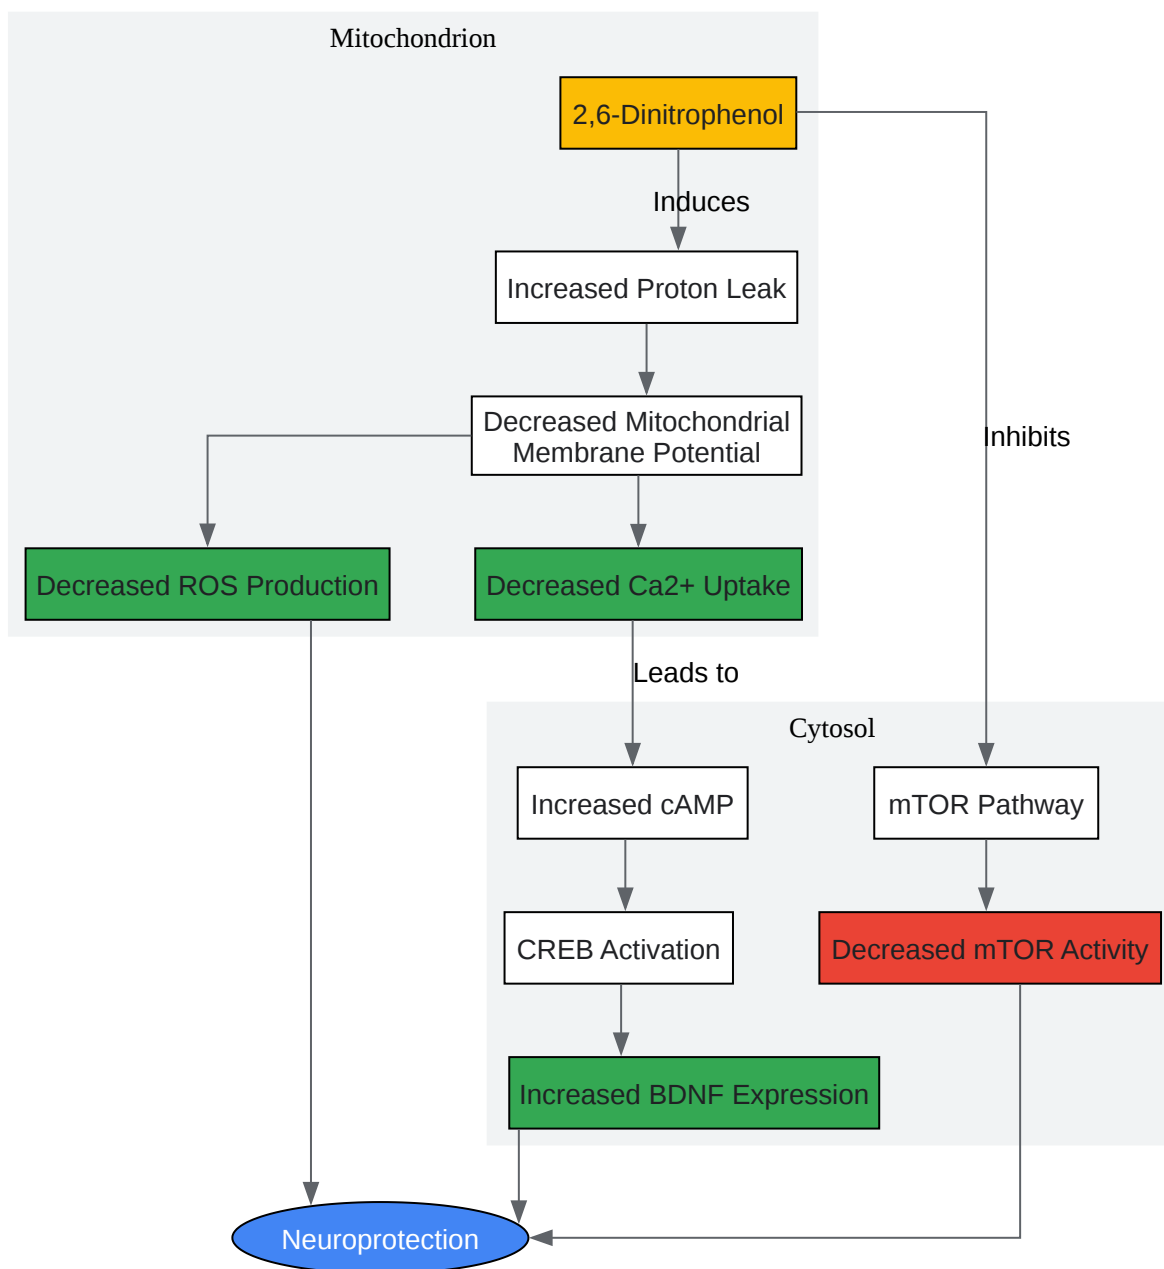 Mitochondrion
2,6-Dinitrophenol
Induces
Increased Proton Leak
Decreased Mitochondrial
Membrane Potential
Inhibits
Decreased ROS Production
Decreased Ca2+ Uptake
Leads to
Cytosol
Increased cAMP
mTOR Pathway
CREB Activation
Decreased mTOR Activity
Increased BDNF Expression
Neuroprotection